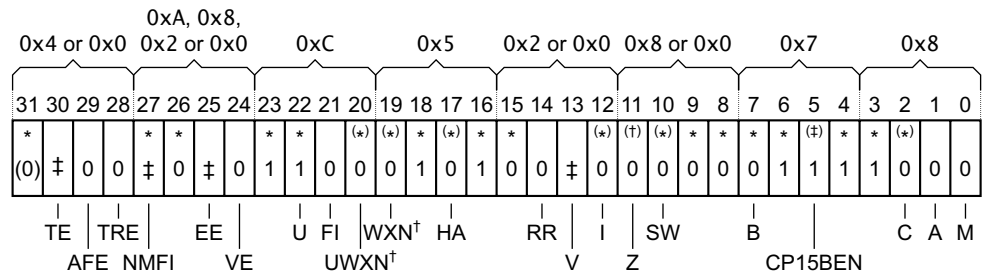 0xA, 0x8,
0x4 or 0x0 0x2 or 0x0 0xC 0x5 0x2 or 0x0 0x8 or 0x0 0x7 0x8
31 30 29 28 27 26 25 24 23 22 21 20 19 18 17 16 15 14 13 12 11 10 9 8 7 6 5 4 3 2 1 0
* * * * * * (*) (*) * (*) * * (*) (†) (*) * * * * (‡) * * (*)
(0) ‡ 0 0 ‡ 0 ‡ 0 1 1 0 0 0 1 0 1 0 0 ‡ 0 0 0 0 0 0 1 1 1 1 0 0 0
TE TRE EE U FI WXN† HA RR I SW B C A M
AFE NMFI VE UWXN† V Z CP15BEN